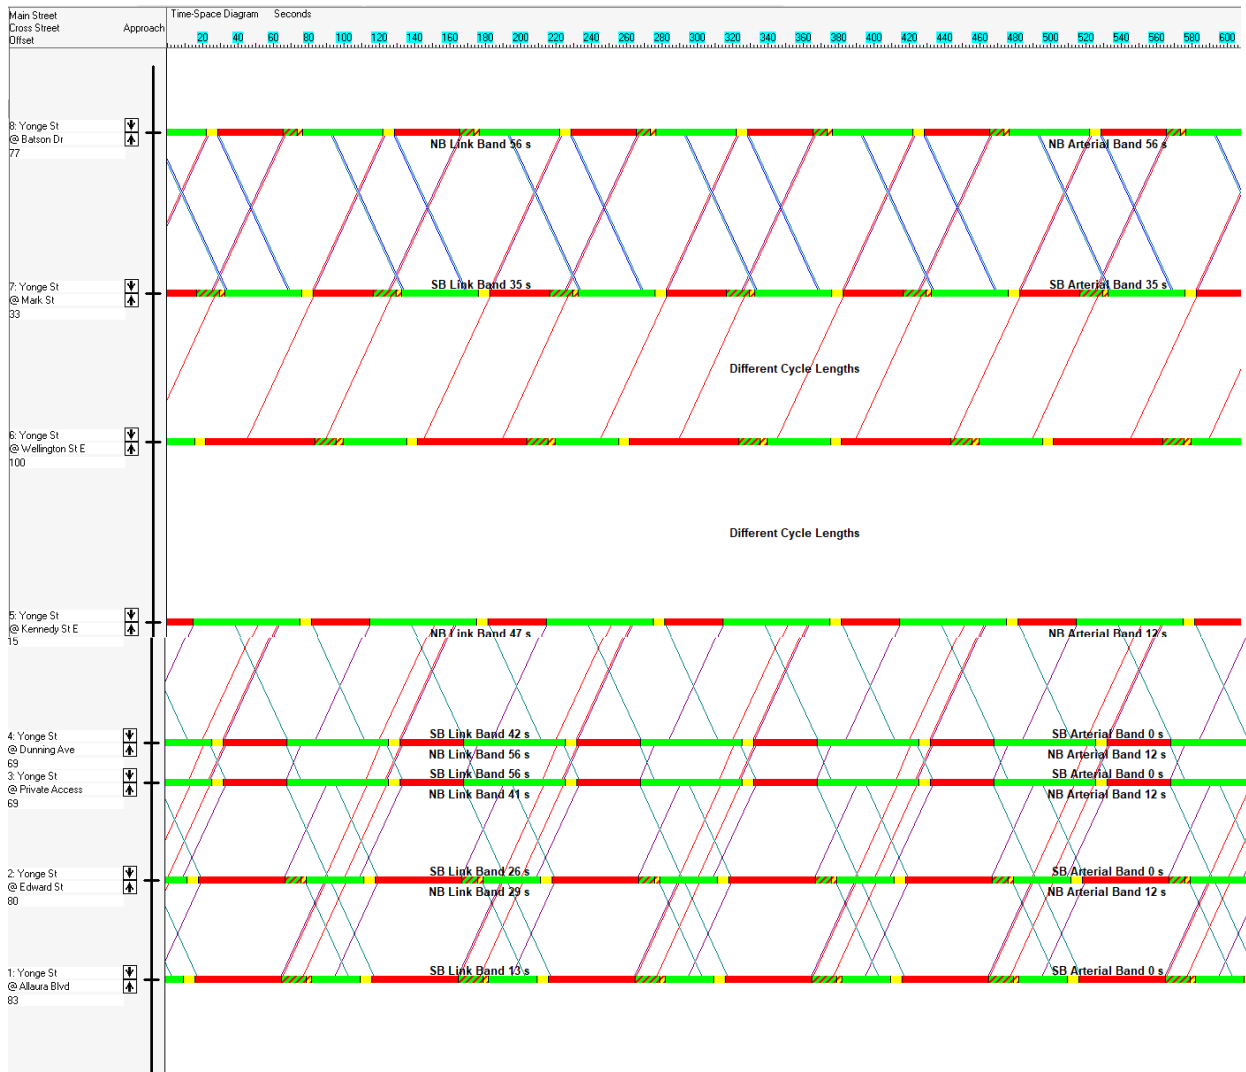 Main Street
Cross Street Approach
Offset
Time-Space Diagram Seconds
20 40 60 80 100 120 140 160 180 200 220 240 260 280 300 320 340 360 380 400 420 440 460 480 500 520 540 560 580 600
8: Yonge St
@ Batson Dr
77
NB Link Band 56 s NB Arterial Band 56 s
SB Link Band 35 s SB Arterial Band 35 s
7: Yonge St
@ Mark St
33
Different Cycle Lengths
6: Yonge St
@ Wellington St E
100
Different Cycle Lengths
5: Yonge St
@ Kennedy St E
15
NB Link Band 47 s NB Arterial Band 12 s
SB Link Band 42 s SB Arterial Band 0 s
4: Yonge St
@ Dunning Ave
69
NB Link Band 56 s NB Arterial Band 12 s
SB Link Band 56 s SB Arterial Band 0 s
3: Yonge St
@ Private Access
69
NB Link Band 41 s NB Arterial Band 12 s
SB Link Band 26 s SB Arterial Band 0 s
2: Yonge St
@ Edward St
80
NB Link Band 29 s NB Arterial Band 12 s
SB Link Band 13 s SB Arterial Band 0 s
1: Yonge St
@ Allaura Blvd
83